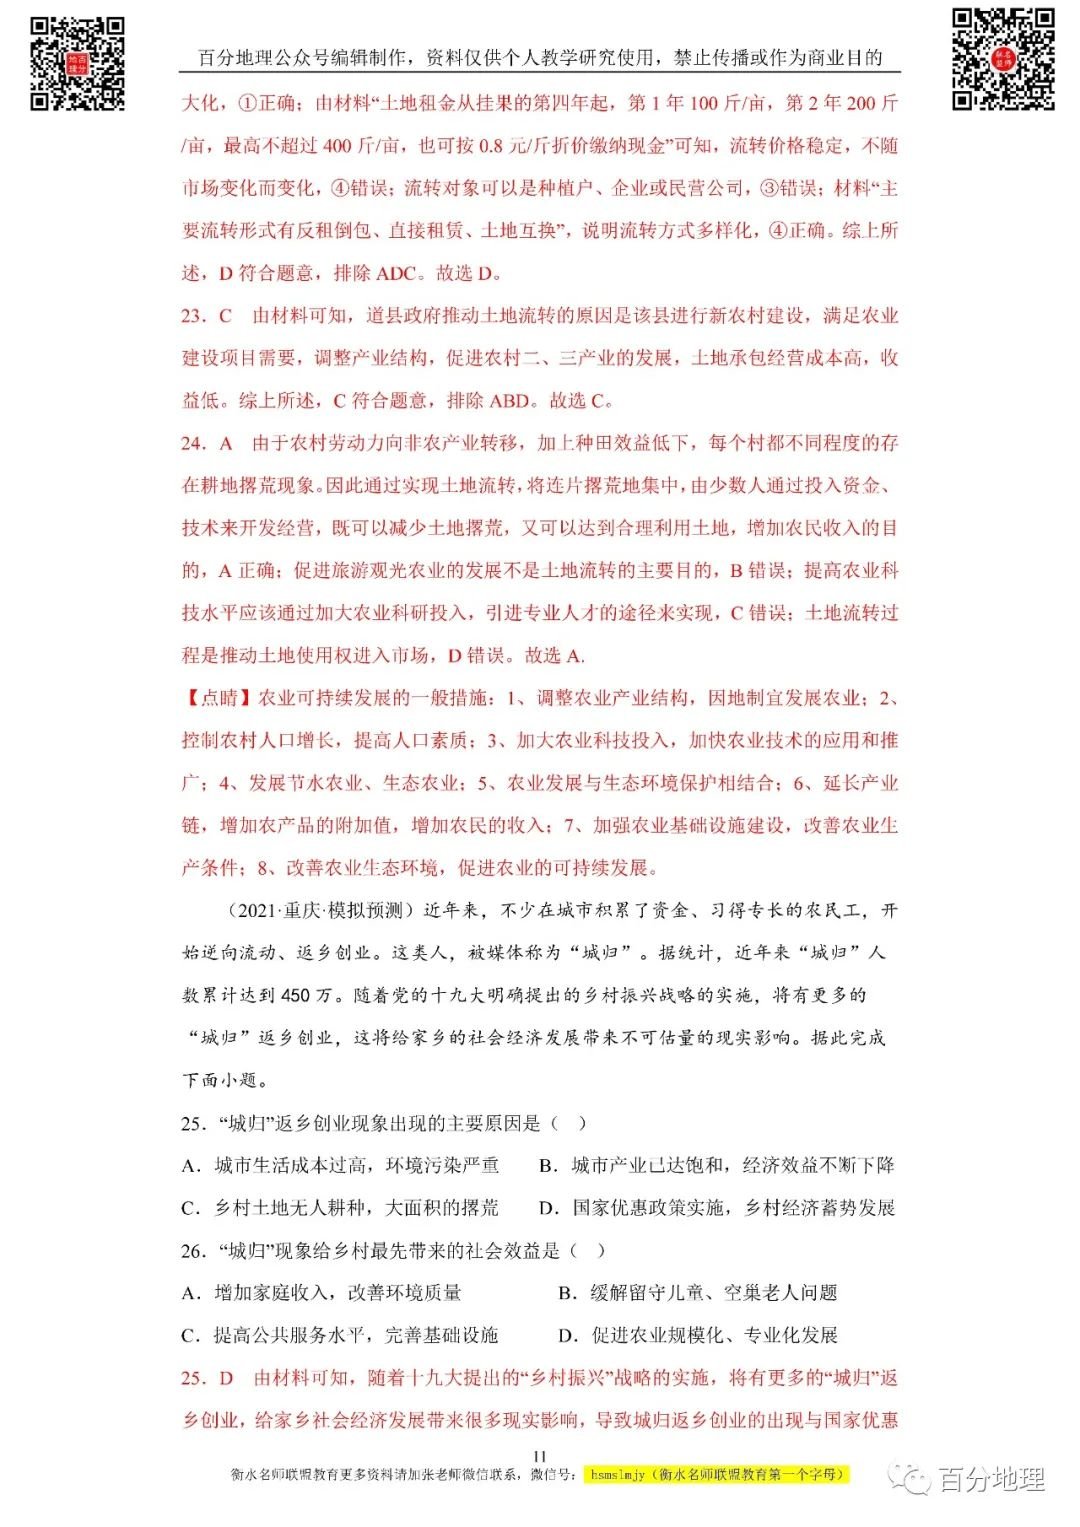 百分地理公众号编辑制作，资料仅供个人教学研究使用，禁止传播或作为商业目的
大化，①正确；由材料“土地租金从挂果的第四年起，第 1 年 100 斤/亩，第 2 年 200 斤
/亩，最高不超过 400 斤/亩，也可按 0.8 元/斤折价缴纳现金”可知，流转价格稳定，不随
市场变化而变化，④错误；流转对象可以是种植户、企业或民营公司，③错误；材料“主
要流转形式有反租倒包、直接租赁、土地互换”，说明流转方式多样化，④正确。综上所
述，D 符合题意，排除 ADC。故选 D。
23．C　由材料可知，道县政府推动土地流转的原因是该县进行新农村建设，满足农业
建设项目需要，调整产业结构，促进农村二、三产业的发展，土地承包经营成本高，收
益低。综上所述，C 符合题意，排除 ABD。故选 C。
24．A　由于农村劳动力向非农产业转移，加上种田效益低下，每个村都不同程度的存
在耕地撂荒现象。因此通过实现土地流转，将连片撂荒地集中，由少数人通过投入资金、
技术来开发经营，既可以减少土地撂荒，又可以达到合理利用土地，增加农民收入的目
的，A 正确；促进旅游观光农业的发展不是土地流转的主要目的，B 错误；提高农业科
技水平应该通过加大农业科研投入，引进专业人才的途径来实现，C 错误；土地流转过
程是推动土地使用权进入市场，D 错误。故选 A.
【点睛】农业可持续发展的一般措施：1、调整农业产业结构，因地制宜发展农业；2、
控制农村人口增长，提高人口素质；3、加大农业科技投入，加快农业技术的应用和推
广；4、发展节水农业、生态农业；5、农业发展与生态环境保护相结合；6、延长产业
链，增加农产品的附加值，增加农民的收入；7、加强农业基础设施建设，改善农业生
产条件；8、改善农业生态环境，促进农业的可持续发展。
（2021·重庆·模拟预测）近年来，不少在城市积累了资金、习得专长的农民工，开
始逆向流动、返乡创业。这类人，被媒体称为“城归”。据统计，近年来“城归”人
数累计达到 450 万。随着党的十九大明确提出的乡村振兴战略的实施，将有更多的
“城归”返乡创业，这将给家乡的社会经济发展带来不可估量的现实影响。据此完成
下面小题。
25．“城归”返乡创业现象出现的主要原因是（　）
A．城市生活成本过高，环境污染严重　　B．城市产业已达饱和，经济效益不断下降
C．乡村土地无人耕种，大面积的撂荒　　D．国家优惠政策实施，乡村经济蓄势发展
26．“城归”现象给乡村最先带来的社会效益是（　）
A．增加家庭收入，改善环境质量　　B．缓解留守儿童、空巢老人问题
C．提高公共服务水平，完善基础设施　　D．促进农业规模化、专业化发展
25．D　由材料可知，随着十九大提出的“乡村振兴”战略的实施，将有更多的“城归”返
乡创业，给家乡社会经济发展带来很多现实影响，导致城归返乡创业的出现与国家优惠
11
衡水名师联盟教育更多资料请加张老师微信联系，微信号： hsmslmjy（衡水名师联盟教育第一个字母）
百分地理